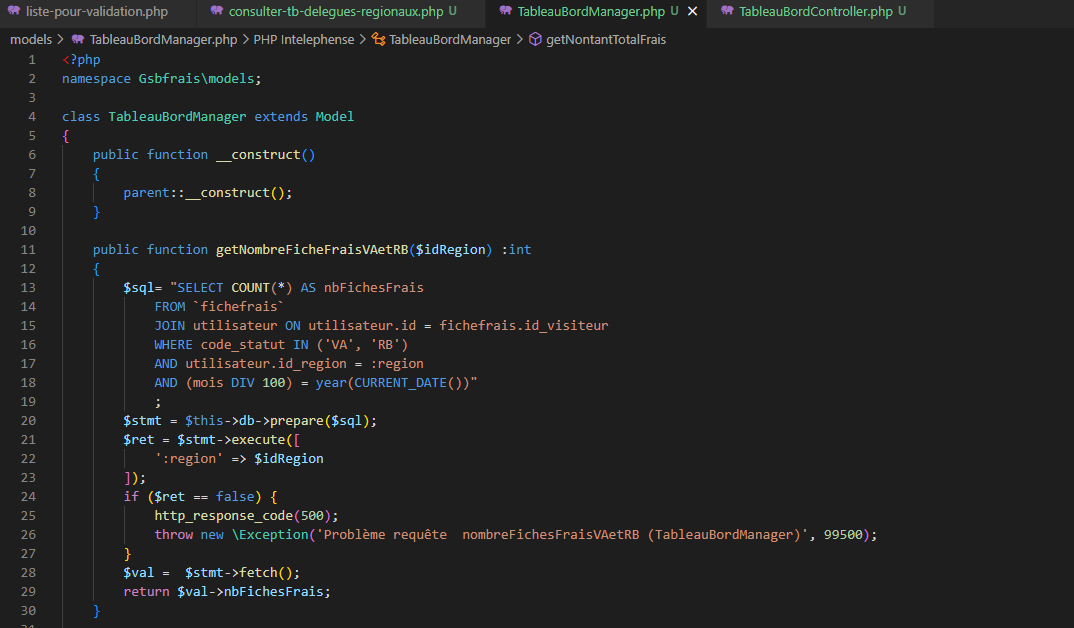 liste-pour-validation.php consulter-tb-delegues-regionaux.php U TableauBordManager.php U × TableauBordController.php U
models > TableauBordManager.php > PHP Intelephense > TableauBordManager > getNontantTotalFrais
1 <?php
2 namespace Gsbfrais\models;
3
4 class TableauBordManager extends Model
5 {
6 public function __construct()
7 {
8 parent::__construct();
9 }
10
11 public function getNombreFicheFraisVAetRB($idRegion) :int
12 {
13 $sql= "SELECT COUNT(*) AS nbFichesFrais
14 FROM `fichefrais`
15 JOIN utilisateur ON utilisateur.id = fichefrais.id_visiteur
16 WHERE code_statut IN ('VA', 'RB')
17 AND utilisateur.id_region = :region
18 AND (mois DIV 100) = year(CURRENT_DATE())"
19 ;
20 $stmt = $this->db->prepare($sql);
21 $ret = $stmt->execute([
22 ':region' => $idRegion
23 ]);
24 if ($ret == false) {
25 http_response_code(500);
26 throw new \Exception('Problème requête  nombreFichesFraisVAetRB (TableauBordManager)', 99500);
27 }
28 $val =  $stmt->fetch();
29 return $val->nbFichesFrais;
30 }
31